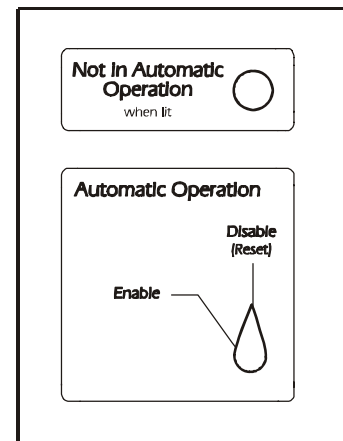 Not in Automatic
Operation
when lit
Automatic Operation
Disable
(Reset)
Enable